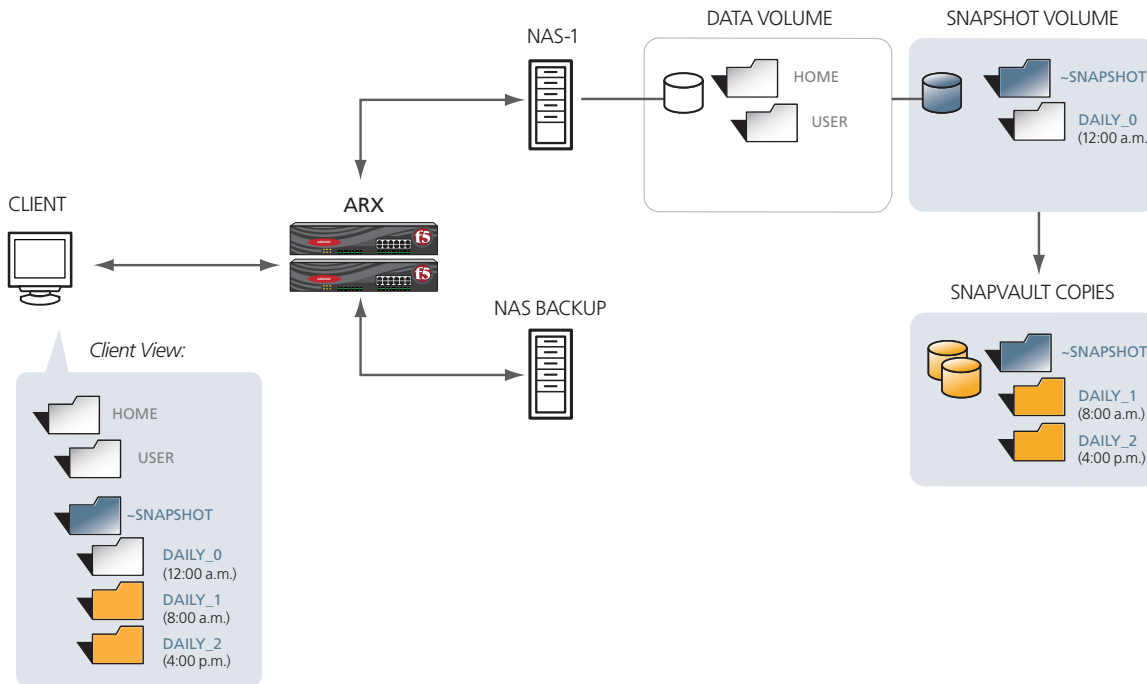 DATA VOLUME
SNAPSHOT VOLUME
NAS-1
HOME
USER
~SNAPSHOT
DAILY_0
(12:00 a.m.
CLIENT
ARX
f5
f5
NAS BACKUP
SNAPVAULT COPIES
~SNAPSHOT
DAILY_1
(8:00 a.m.)
DAILY_2
(4:00 p.m.)
Client View:
HOME
USER
~SNAPSHOT
DAILY_0
(12:00 a.m.)
DAILY_1
(8:00 a.m.)
DAILY_2
(4:00 p.m.)